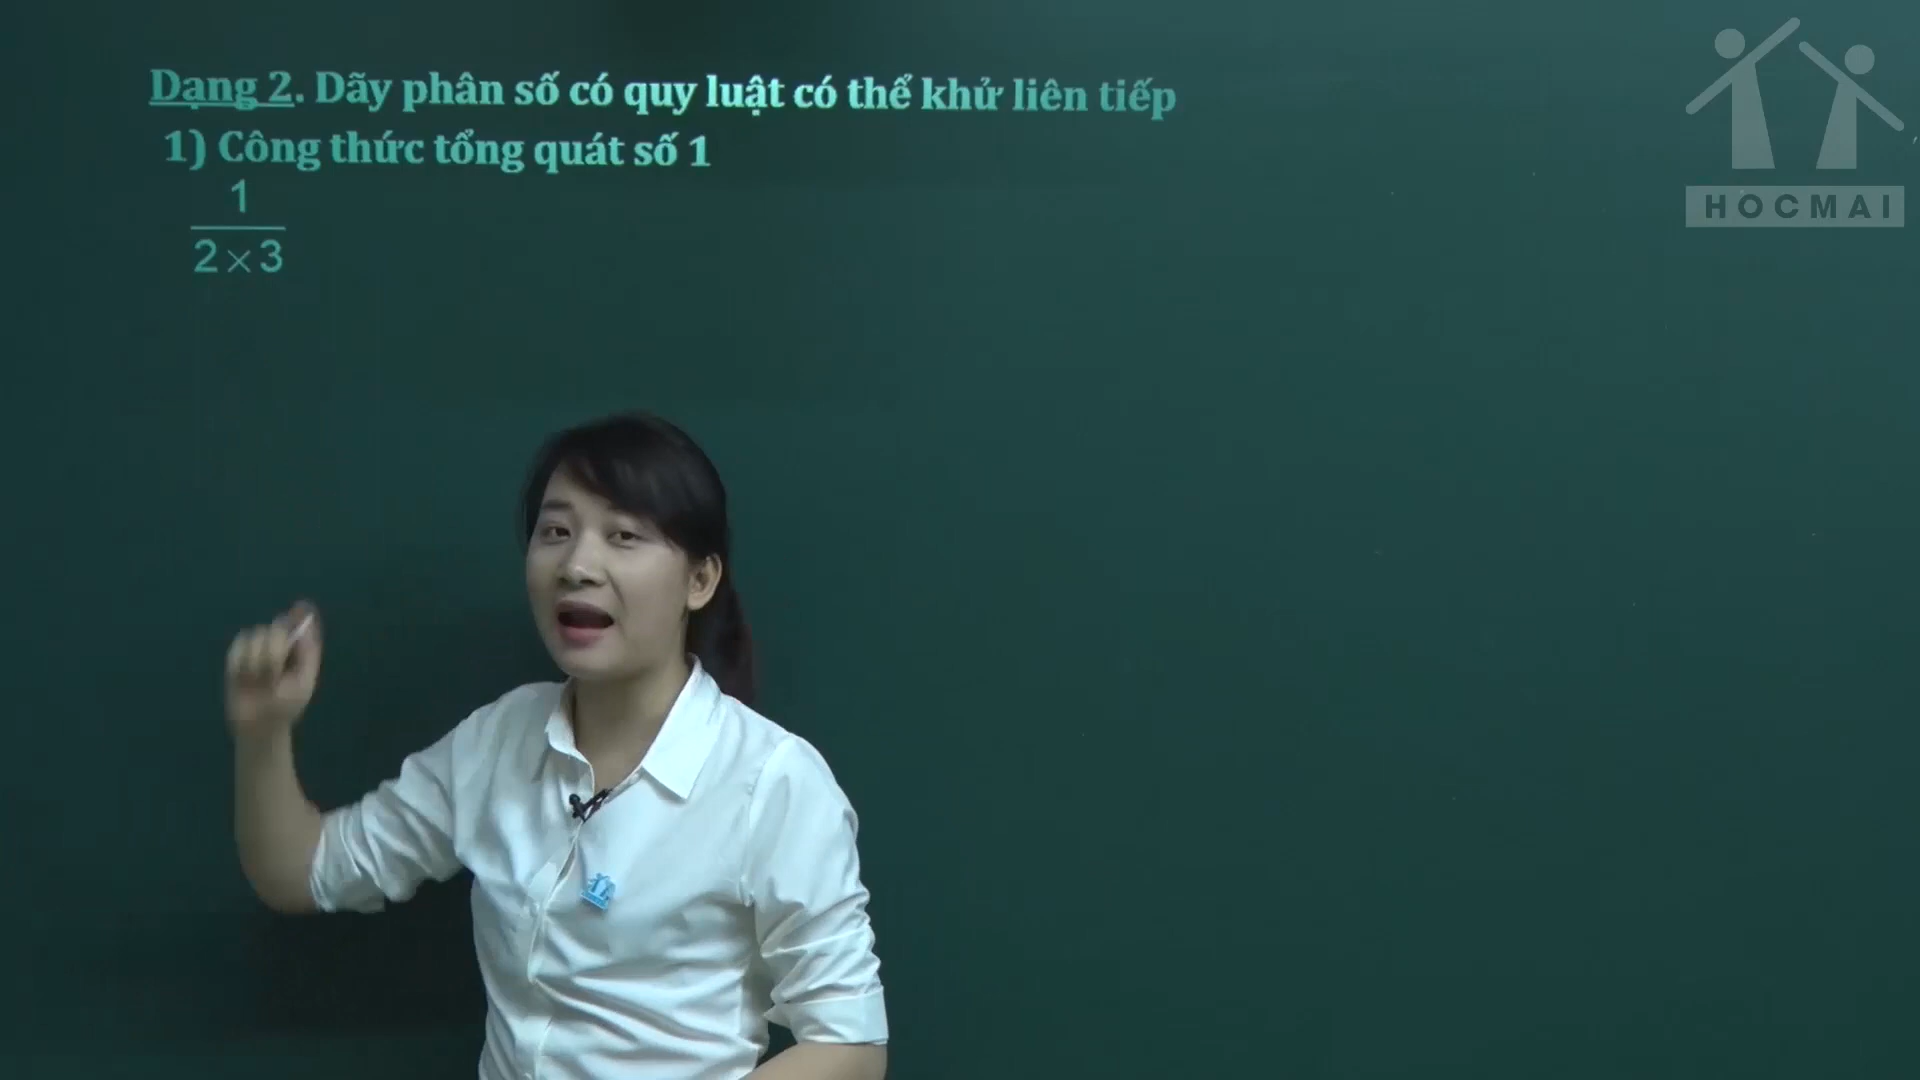 Dạng 2. Dãy phân số có quy luật có thể khử liên tiếp
1) Công thức tổng quát số 1
1
2 × 3
HOCMAI